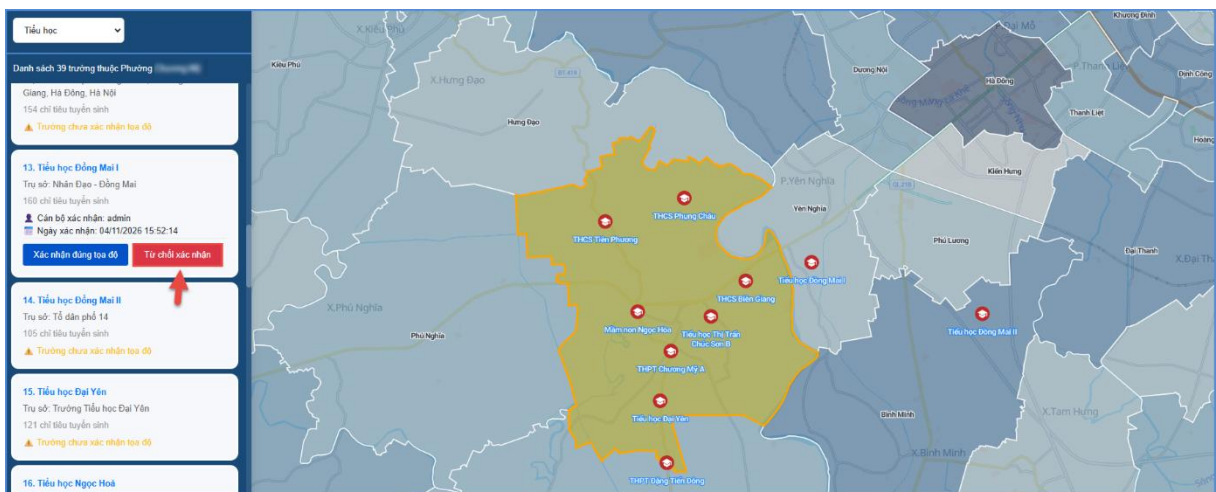 Tiểu học
Danh sách 39 trường thuộc Phường
Giang, Hà Đông, Hà Nội
154 chỉ tiêu tuyển sinh
Trường chưa xác nhận tọa độ
13. Tiểu học Đồng Mai I
Trụ sở: Nhân Đạo - Đồng Mai
160 chỉ tiêu tuyển sinh
Cán bộ xác nhận: admin
Ngày xác nhận: 04/11/2026 15:52:14
Xác nhận đúng tọa độ
Từ chối xác nhận
14. Tiểu học Đồng Mai II
Trụ sở: Tổ dân phố 14
105 chỉ tiêu tuyển sinh
Trường chưa xác nhận tọa độ
15. Tiểu học Đại Yên
Trụ sở: Trường Tiểu học Đại Yên
121 chỉ tiêu tuyển sinh
Trường chưa xác nhận tọa độ
16. Tiểu học Ngọc Hoà
X.Kiều Phú
Kiều Phú
X.Hưng Đạo
Hưng Đạo
X.Phú Nghĩa
Phú Nghĩa
P.Đại Mỗ
Khương Đình
Dương Nội
Hà Đông
P.Thanh Liệt
Định Công
Thanh Liệt
Hoàng
Kiến Hưng
P.Yên Nghĩa
Yên Nghĩa
Phú Lương
Đại Thanh
X.Đại Th
THCS Phụng Châu
THCS Tiên Phương
Tiểu học Đồng Mai I
THCS Biên Giang
Mầm non Ngọc Hòa
Tiểu học Thị Trấn
Chúc Sơn B
THPT Chương Mỹ A
Tiểu học Đồng Mai II
Tiểu học Đại Yên
THPT Đặng Tiến Đông
Bình Minh
X.Bình Minh
X.Tam Hưng